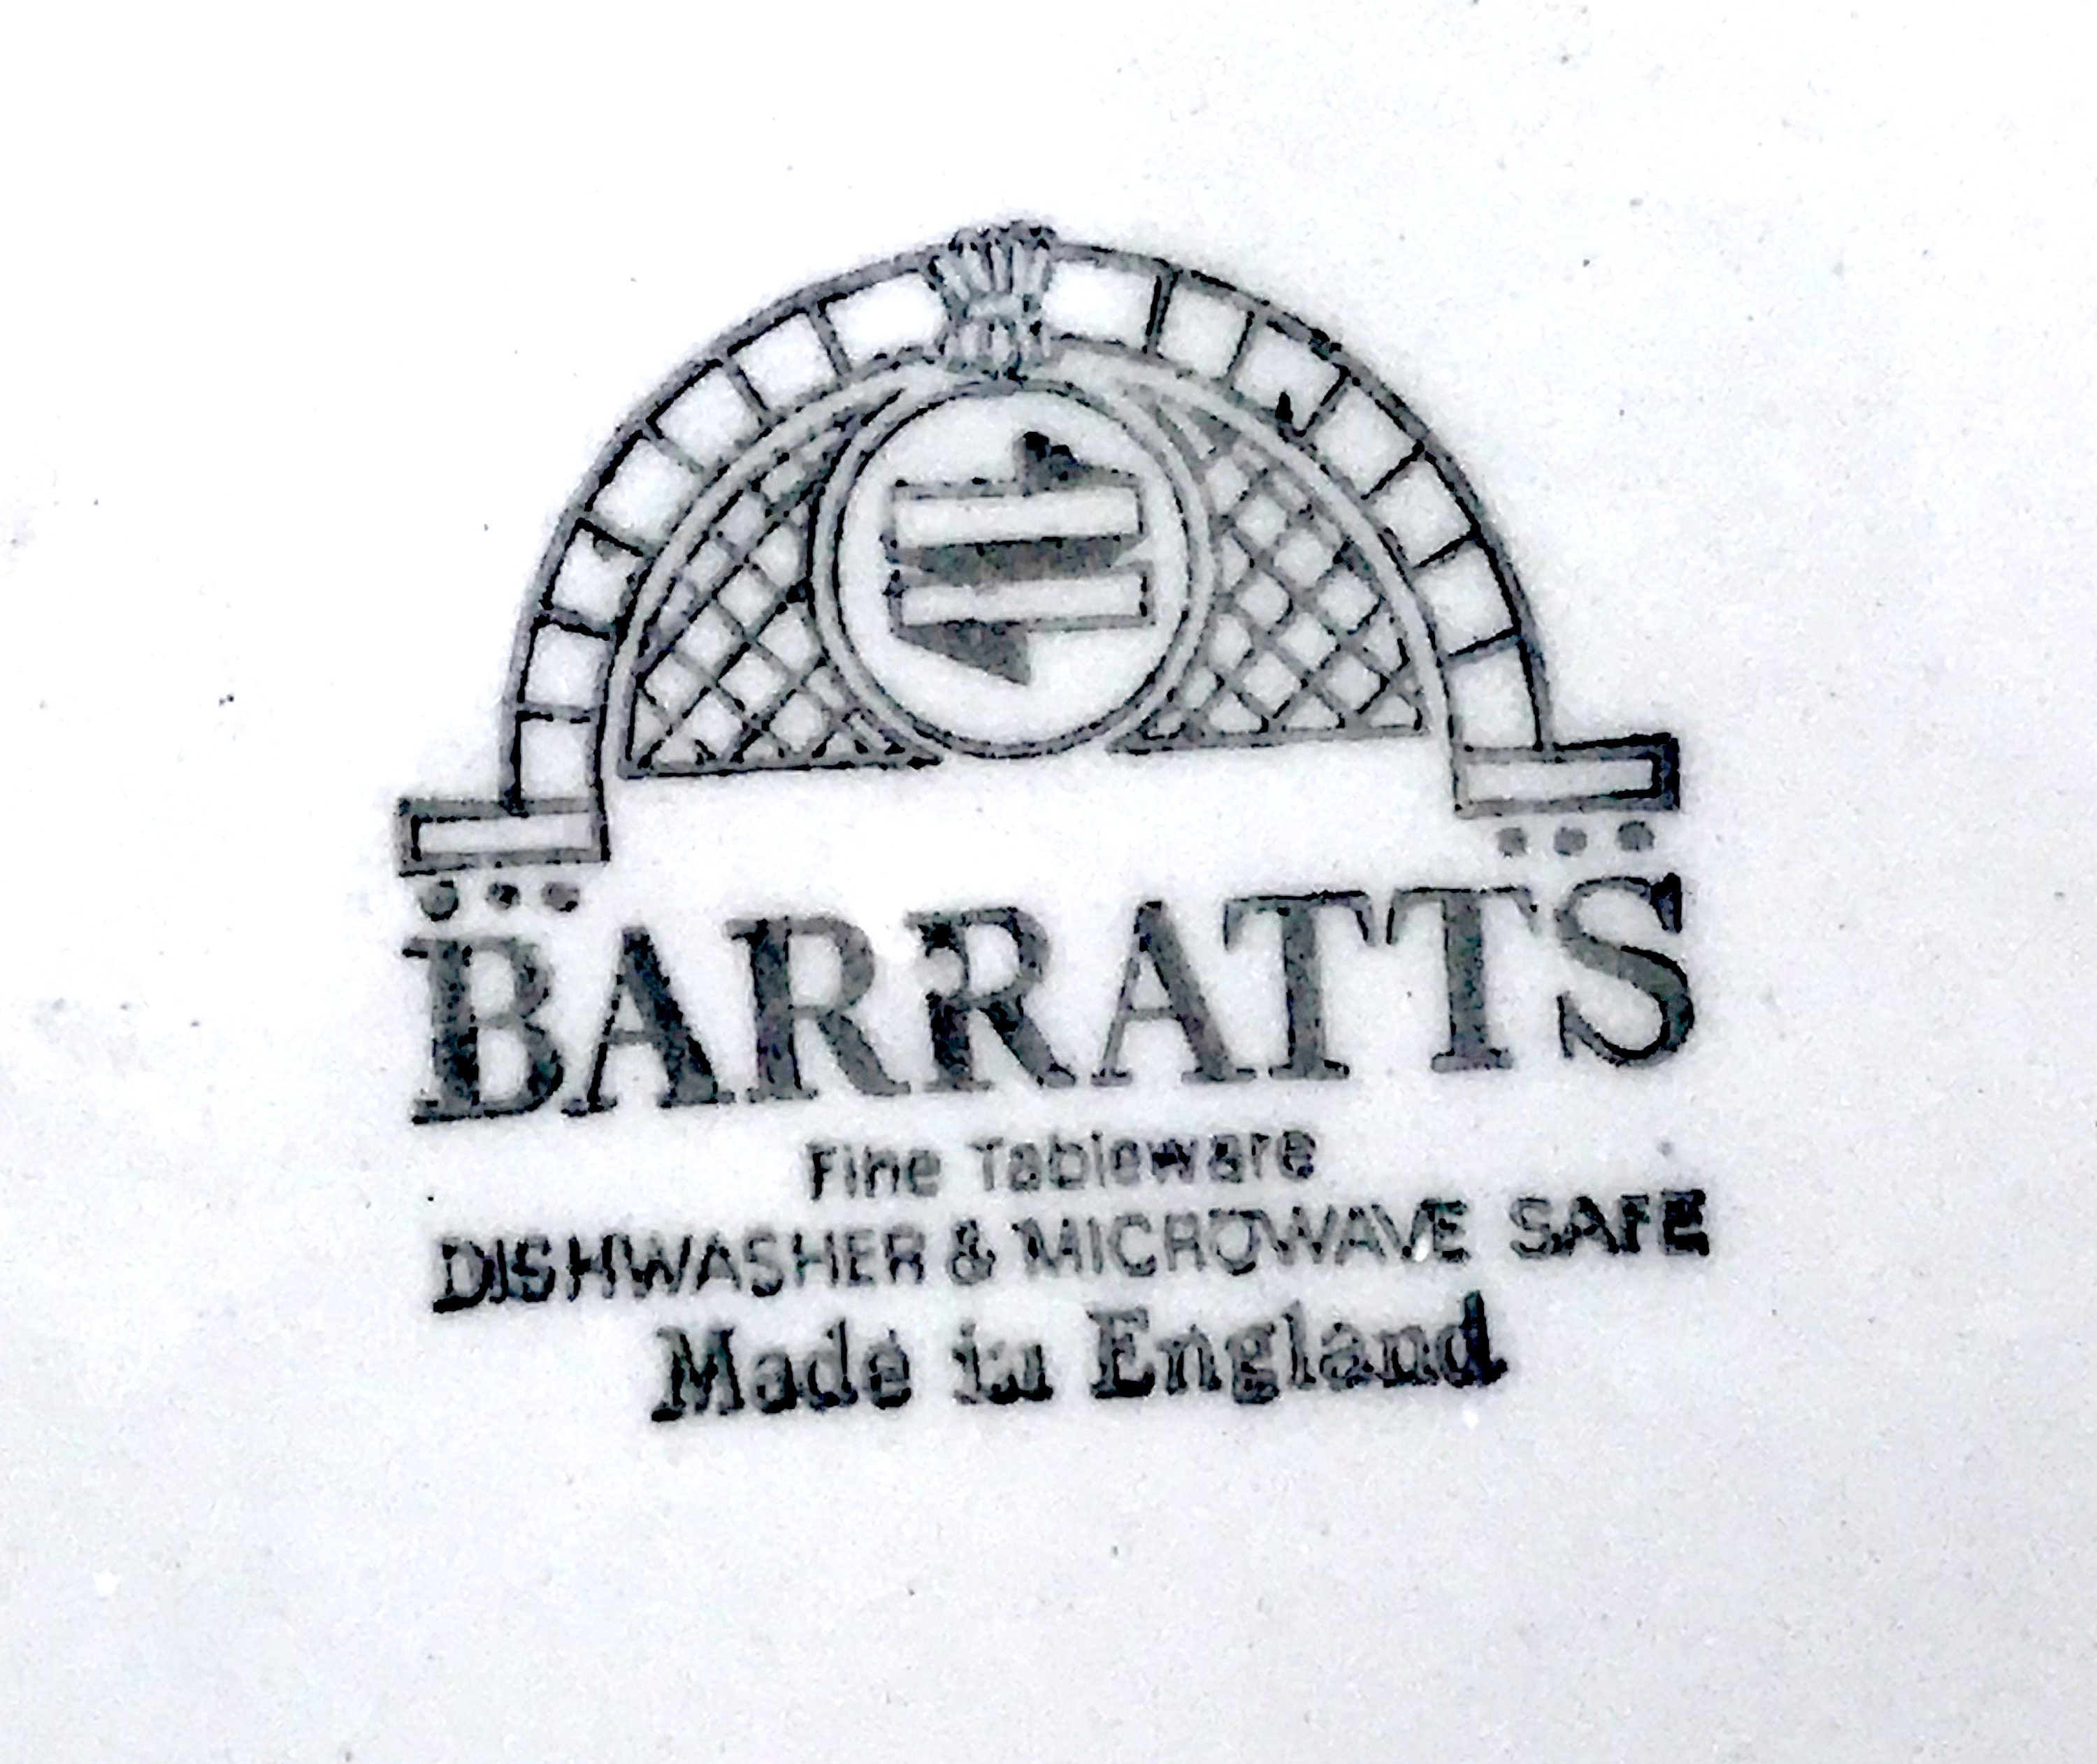 BARRATTS
Fine Tableware
DISHWASHER & MICROWAVE SAFE
Made in England